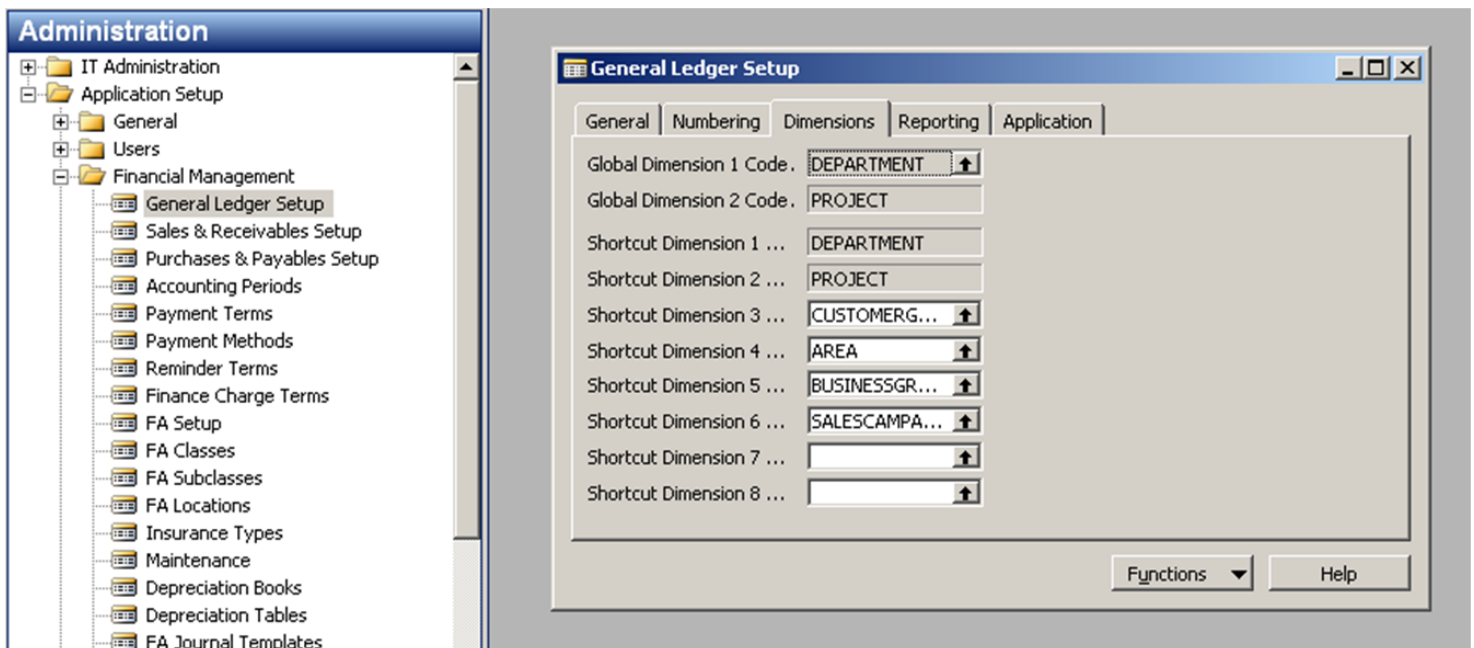 Administration
IT Administration
Application Setup
General
Users
Financial Management
General Ledger Setup
Sales & Receivables Setup
Purchases & Payables Setup
Accounting Periods
Payment Terms
Payment Methods
Reminder Terms
Finance Charge Terms
FA Setup
FA Classes
FA Subclasses
FA Locations
Insurance Types
Maintenance
Depreciation Books
Depreciation Tables
FA Journal Templates
General Ledger Setup
General Numbering Dimensions Reporting Application
Global Dimension 1 Code . DEPARTMENT
Global Dimension 2 Code . PROJECT
Shortcut Dimension 1 ... DEPARTMENT
Shortcut Dimension 2 ... PROJECT
Shortcut Dimension 3 ... CUSTOMERG...
Shortcut Dimension 4 ... AREA
Shortcut Dimension 5 ... BUSINESSGR...
Shortcut Dimension 6 ... SALESCAMPA...
Shortcut Dimension 7 ...
Shortcut Dimension 8 ...
Functions Help